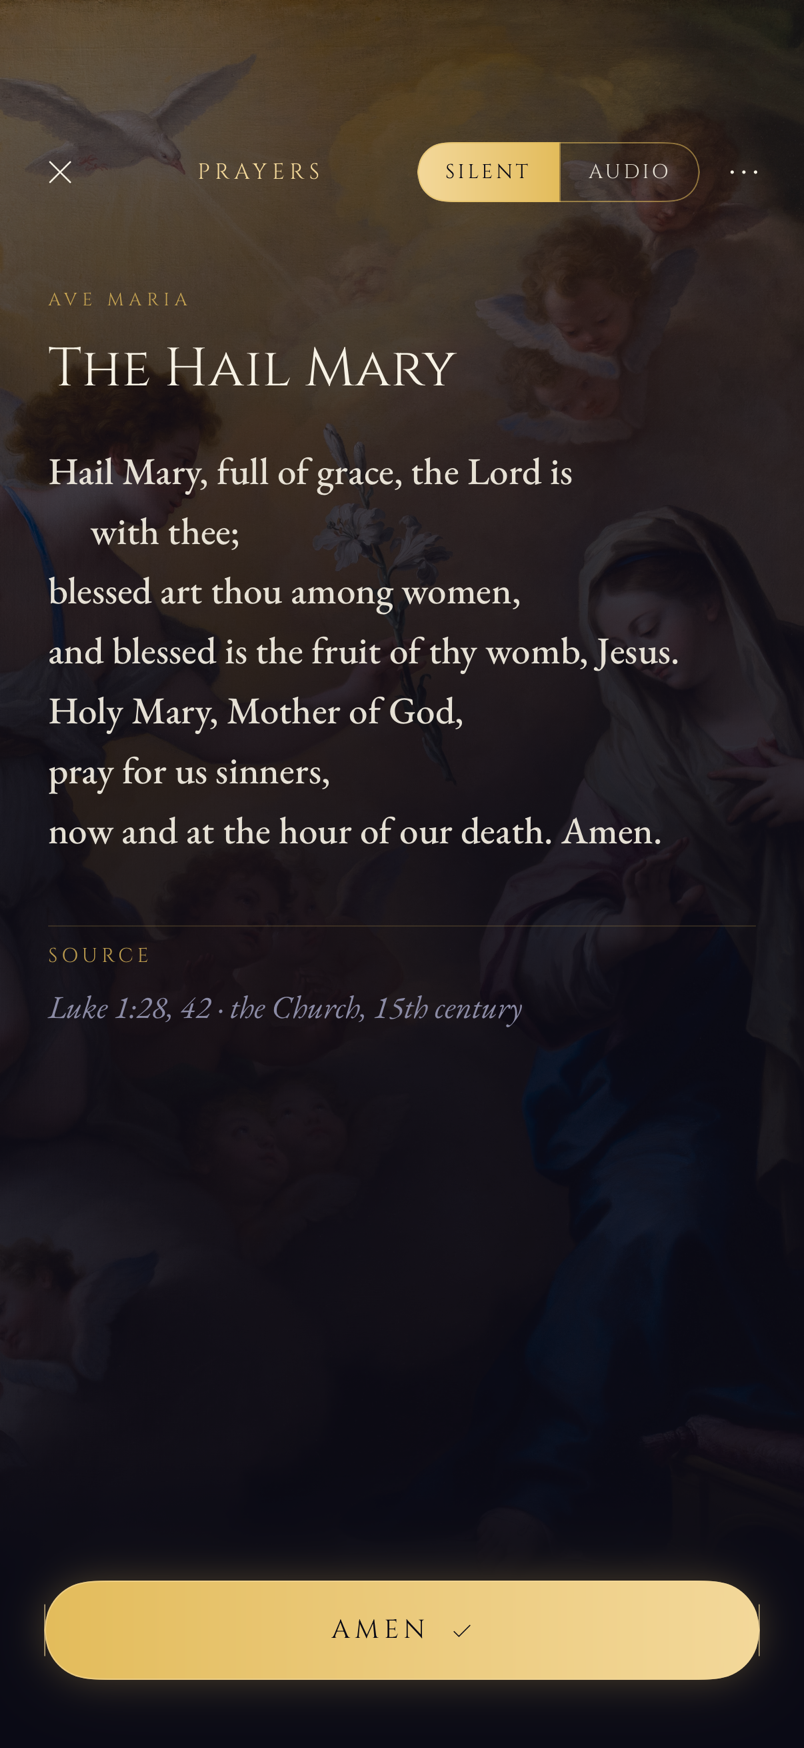 PRAYERS
SILENT
AUDIO
AVE MARIA
The Hail Mary
Hail Mary, full of grace, the Lord is
with thee;
blessed art thou among women,
and blessed is the fruit of thy womb, Jesus.
Holy Mary, Mother of God,
pray for us sinners,
now and at the hour of our death. Amen.
SOURCE
Luke 1:28, 42 · the Church, 15th century
AMEN